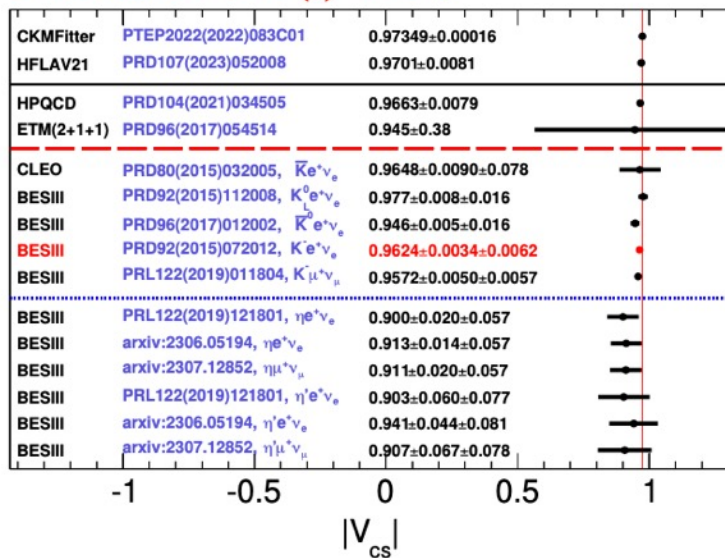 CKMFitter PTEP2022(2022)083C01 0.97349±0.00016
HFLAV21 PRD107(2023)052008 0.9701±0.0081
HPQCD PRD104(2021)034505 0.9663±0.0079
ETM(2+1+1) PRD96(2017)054514 0.945±0.38
CLEO PRD80(2015)032005, K̅e⁺νₑ 0.9648±0.0090±0.078
BESIII PRD92(2015)112008, K⁰_L e⁺νₑ 0.977±0.008±0.016
BESIII PRD96(2017)012002, K̅⁰e⁺νₑ 0.946±0.005±0.016
BESIII PRD92(2015)072012, K⁻e⁺νₑ 0.9624±0.0034±0.0062
BESIII PRL122(2019)011804, K⁻μ⁺ν_μ 0.9572±0.0050±0.0057
BESIII PRL122(2019)121801, ηe⁺νₑ 0.900±0.020±0.057
BESIII arxiv:2306.05194, ηe⁺νₑ 0.913±0.014±0.057
BESIII arxiv:2307.12852, ημ⁺ν_μ 0.911±0.020±0.057
BESIII PRL122(2019)121801, η'e⁺νₑ 0.903±0.060±0.077
BESIII arxiv:2306.05194, η'e⁺νₑ 0.941±0.044±0.081
BESIII arxiv:2307.12852, η'μ⁺ν_μ 0.907±0.067±0.078
-1 -0.5 0 0.5 1
|V_cs|